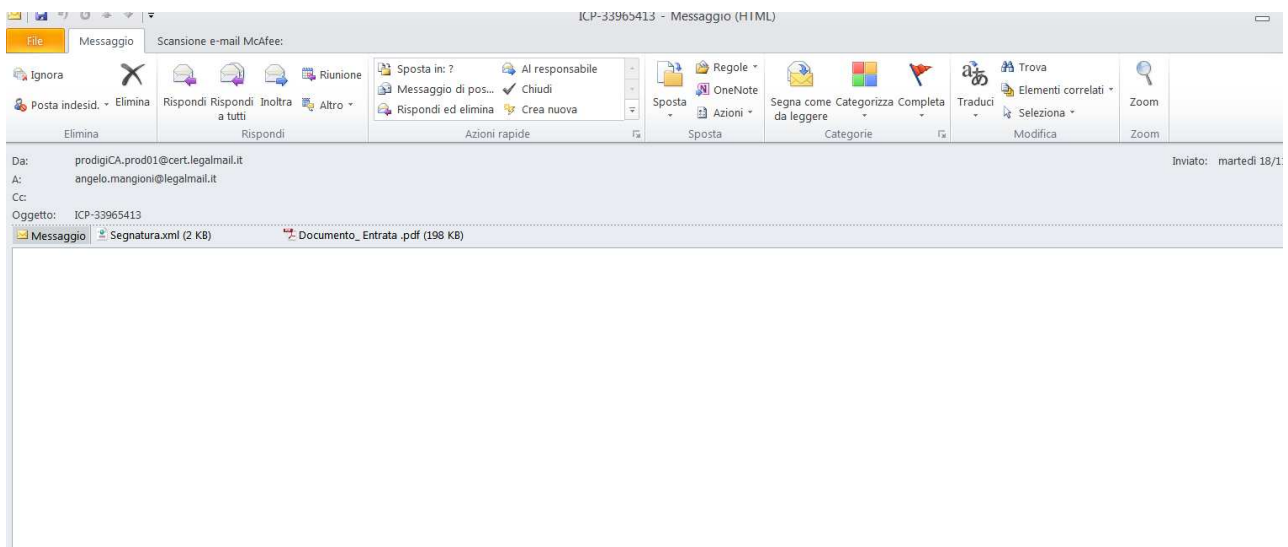 ICP-33965413 - Messaggio (HTML)
File Messaggio Scansione e-mail McAfee:
Ignora
Posta indesid.
Elimina
Elimina
Rispondi
Rispondi a tutti
Inoltra
Riunione
Altro
Rispondi
Sposta in: ?
Messaggio di pos...
Rispondi ed elimina
Al responsabile
Chiudi
Crea nuova
Azioni rapide
Sposta
Regole
OneNote
Azioni
Sposta
Segna come da leggere
Categorizza
Completa
Categorie
Traduci
Trova
Elementi correlati
Seleziona
Modifica
Zoom
Zoom
Da: prodigiCA.prod01@cert.legalmail.it
Inviato: martedì 18/1
A: angelo.mangioni@legalmail.it
Cc:
Oggetto: ICP-33965413
Messaggio Segnatura.xml (2 KB) Documento_ Entrata .pdf (198 KB)